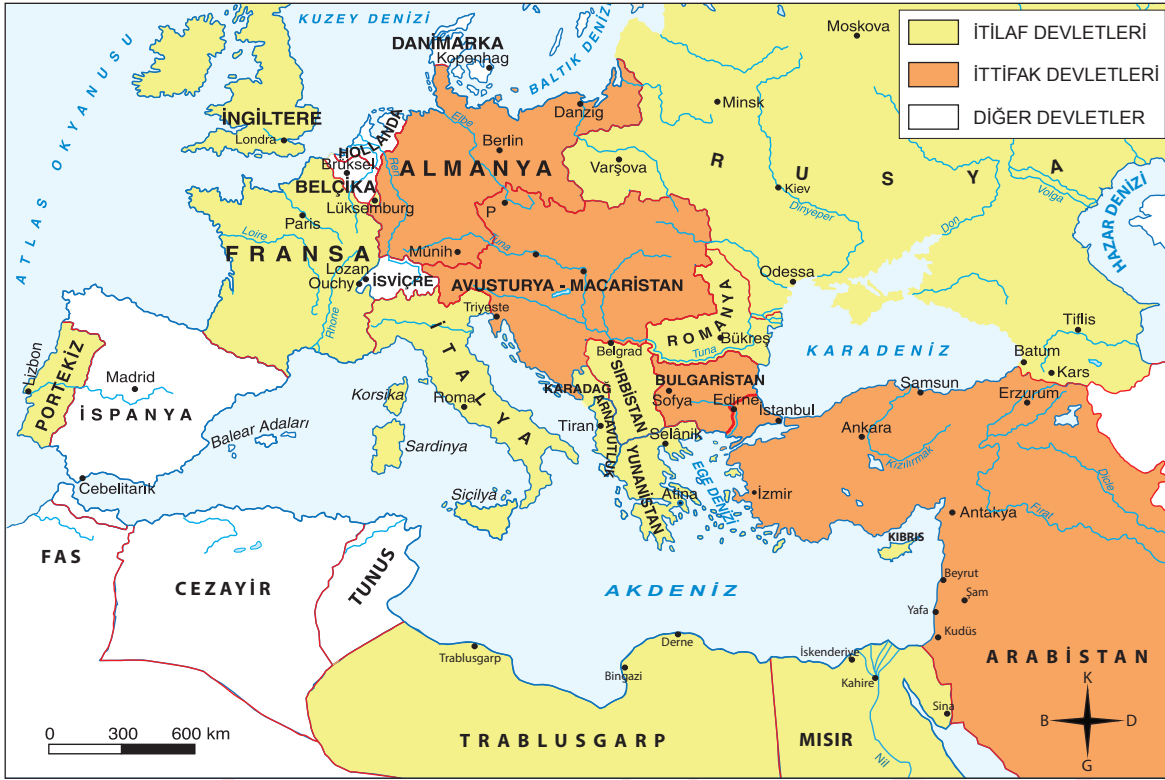 KUZEY DENİZİ
Moskova
İTİLAF DEVLETLERİ
İTTİFAK DEVLETLERİ
DİĞER DEVLETLER
DANİMARKA
Kopenhag
BALTIK DENİZİ
ATLAS OKYANUSU
İNGİLTERE
Londra
HOLLANDA
Brüksel
BELÇİKA
Lüksemburg
Elbe
Ren
Berlin
ALMANYA
Danzig
Minsk
Varşova
RUSYA
Kiev
Dinyeper
Don
Volga
HAZAR DENİZİ
Paris
Loire
FRANSA
Lozan
Ouchy
İSVİÇRE
Rhone
Münih
P
Tuna
AVUSTURYA - MACARİSTAN
Triyeste
Odessa
ROMANYA
Bükreş
Tuna
Belgrad
KARADENİZ
Tiflis
Batum
Kars
PORTEKİZ
Lizbon
Madrid
İSPANYA
Balear Adaları
Cebelitarık
Korsika
Sardinya
İTALYA
Roma
Sicilya
KARADAĞ
SIRBİSTAN
ARNAVUTLUK
Tiran
BULGARİSTAN
Sofya
Edirne
İstanbul
Selânik
YUNANİSTAN
Atina
EGE DENİZİ
Samsun
Erzurum
Ankara
Kızılırmak
İzmir
Dicle
Fırat
Antakya
KIBRIS
FAS
CEZAYİR
TUNUS
AKDENİZ
Beyrut
Şam
Yafa
Kudüs
ARABİSTAN
Trablusgarp
Derne
Bingazi
İskenderiye
Kahire
Sina
TRABLUSGARP
MISIR
Nil
K
B
D
G
0 300 600 km